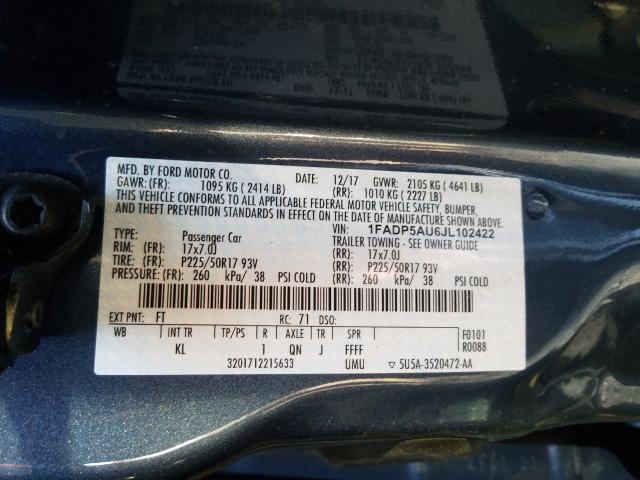 MFD. BY FORD MOTOR CO. DATE: 12/17 GVWR: 2105 KG ( 4641 LB)
GAWR: (FR): 1095 KG ( 2414 LB) (RR): 1010 KG ( 2227 LB)
THIS VEHICLE CONFORMS TO ALL APPLICABLE FEDERAL MOTOR VEHICLE SAFETY, BUMPER,
AND THEFT PREVENTION STANDARDS IN EFFECT ON THE DATE OF MANUFACTURE SHOWN ABOVE.
VIN: 1FADP5AU6JL102422
TYPE: Passenger Car TRAILER TOWING - SEE OWNER GUIDE
RIM: (FR) 17x7.0J (RR): 17x7.0J
TIRE: (FR) P225/50R17 93V (RR) P225/50R17 93V
PRESSURE: (FR) 260 kPa/ 38 PSI COLD (RR) 260 kPa/ 38 PSI COLD
EXT PNT: FT RC: 71 DSO:
WB INT TR TP/PS R AXLE TR SPR F0101
KL 1 QN J FFFF R0088
3201712215633 UMU ▽ 5U5A-3520472-AA